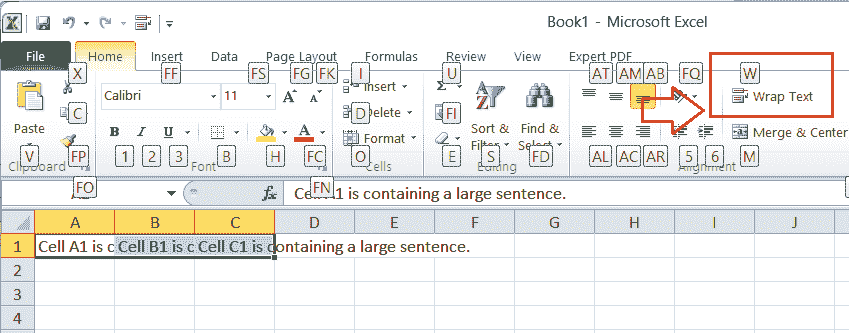 Book1 - Microsoft Excel
File Home Insert Data Page Layout Formulas Review View Expert PDF
X FF FS FG FK I U AT AM AB FQ W
Calibri 11 Insert Σ Wrap Text
C D FI
Paste Delete Sort & Filter Find & Select
B I U Format Merge & Center
V FP 1 2 3 B H FC O E S FD AL AC AR 5 6 M
Clipboard Font Cells Editing Alignment
FO FN
fx Cell A1 is containing a large sentence.
A B C D E F G H I J
1 Cell A1 is c Cell B1 is c Cell C1 is containing a large sentence.
2
3
4